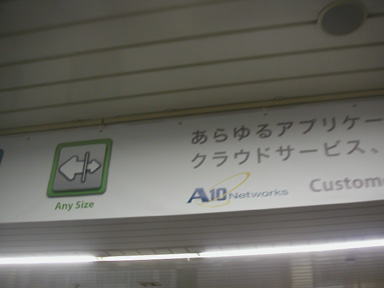 あらゆるアプリケー
クラウドサービス、
Any Size
A10 Networks
Custome